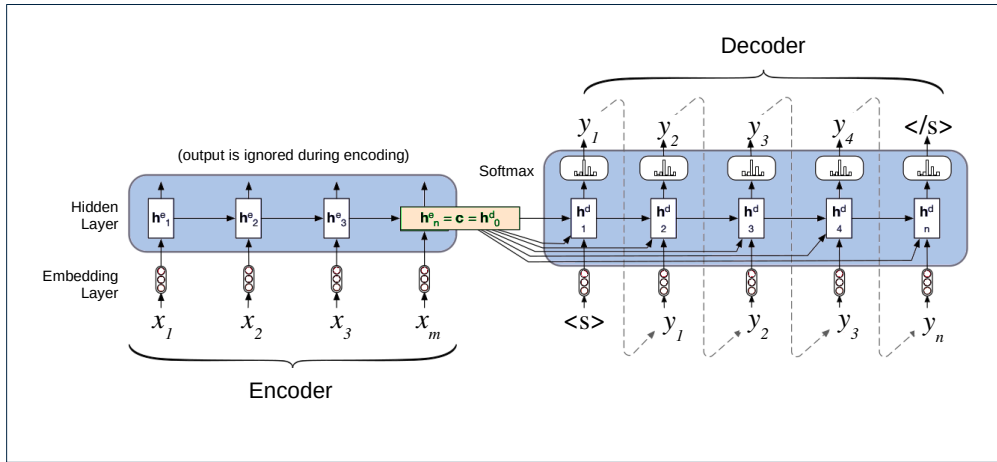 Decoder
y1 y2 y3 y4 </s>
(output is ignored during encoding)
Softmax
Hidden
Layer
he1 he2 he3 hen = c = hd0 hd1 hd2 hd3 hd4 hdn
Embedding
Layer
x1 x2 x3 xm <s> y1 y2 y3 yn
Encoder